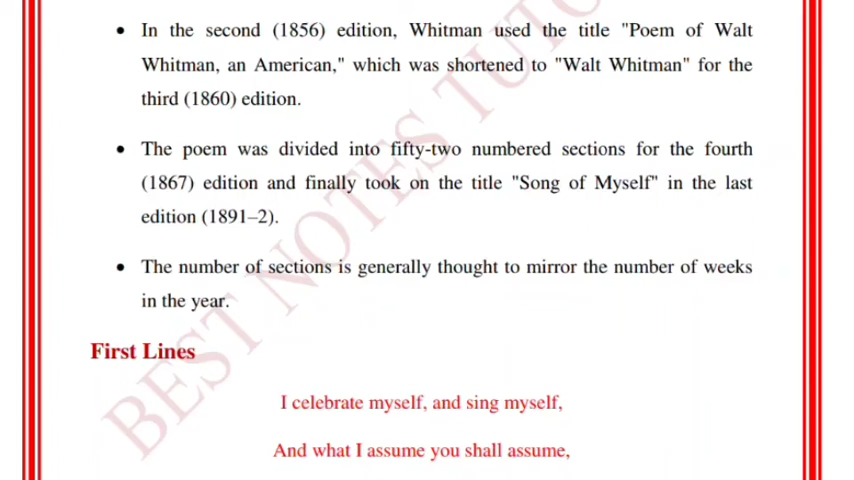 • In the second (1856) edition, Whitman used the title "Poem of Walt
Whitman, an American," which was shortened to "Walt Whitman" for the
third (1860) edition.
• The poem was divided into fifty-two numbered sections for the fourth
(1867) edition and finally took on the title "Song of Myself" in the last
edition (1891–2).
• The number of sections is generally thought to mirror the number of weeks
in the year.
First Lines
I celebrate myself, and sing myself,
And what I assume you shall assume,
BEST NOTES